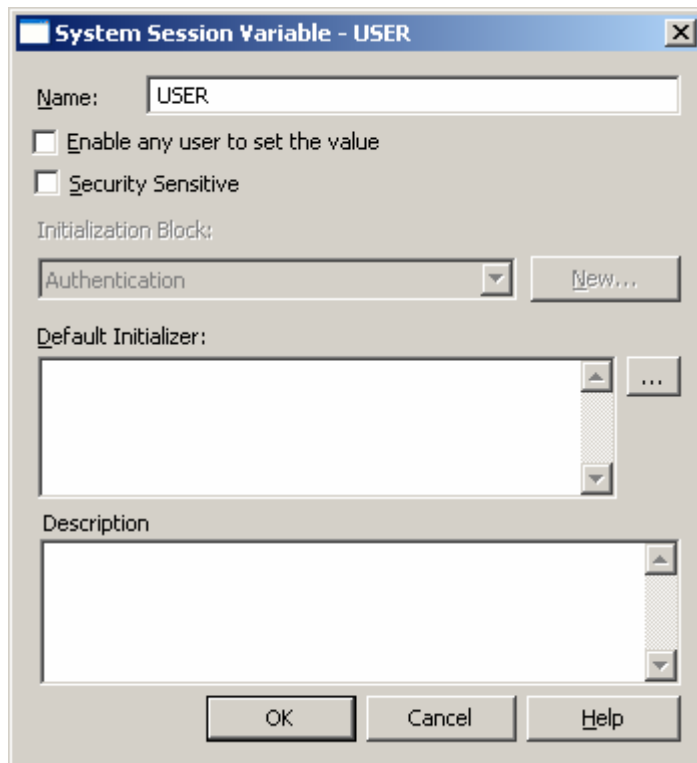 System Session Variable - USER
Name: USER
Enable any user to set the value
Security Sensitive
Initialization Block:
Authentication New...
Default Initializer:
...
Description
OK Cancel Help